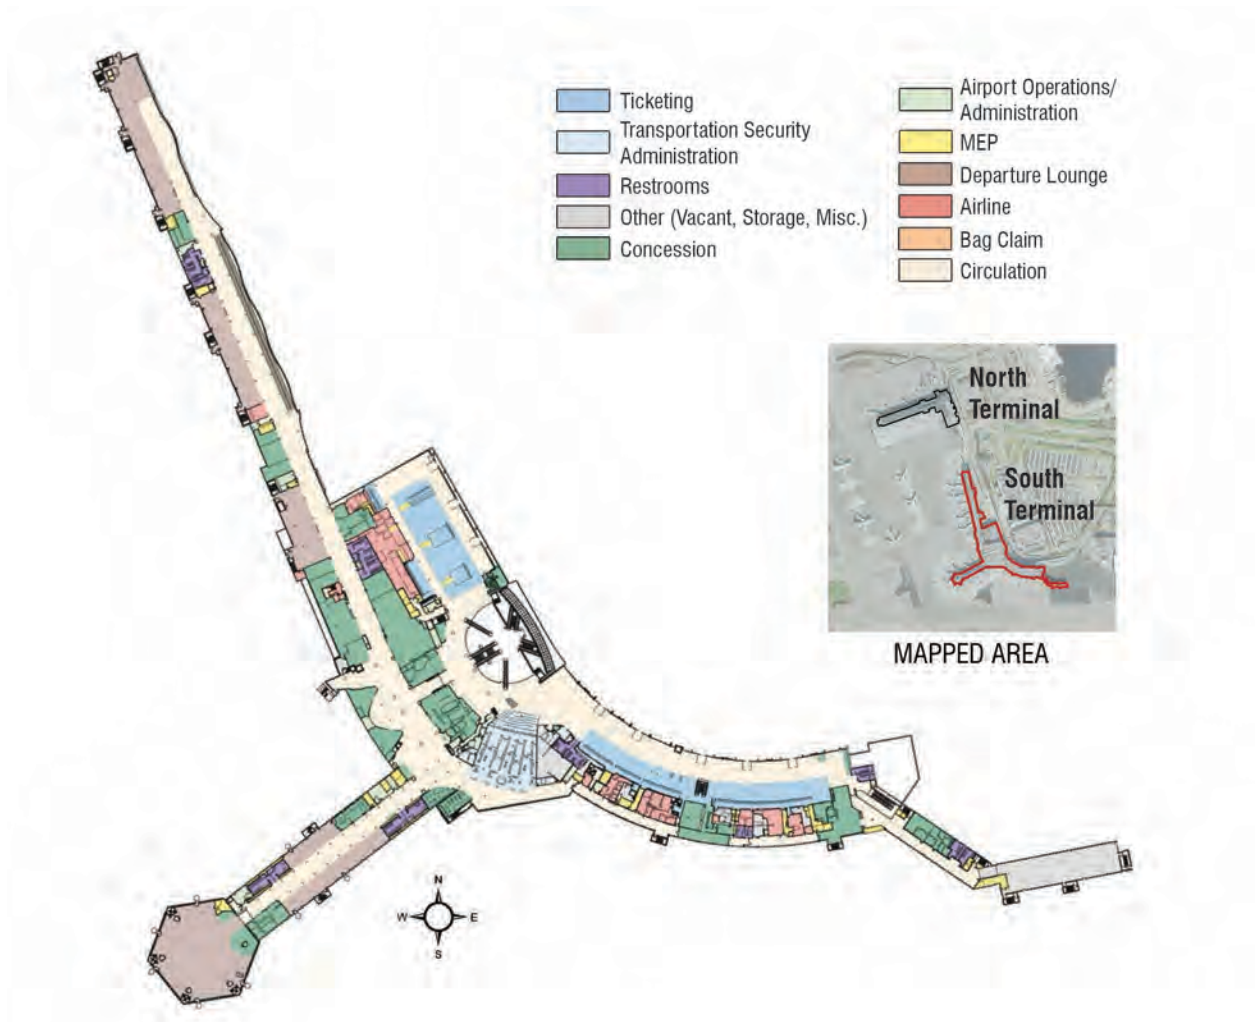 Ticketing
Transportation Security
Administration
Restrooms
Other (Vacant, Storage, Misc.)
Concession
Airport Operations/
Administration
MEP
Departure Lounge
Airline
Bag Claim
Circulation
North
Terminal
South
Terminal
MAPPED AREA
N
W E
S